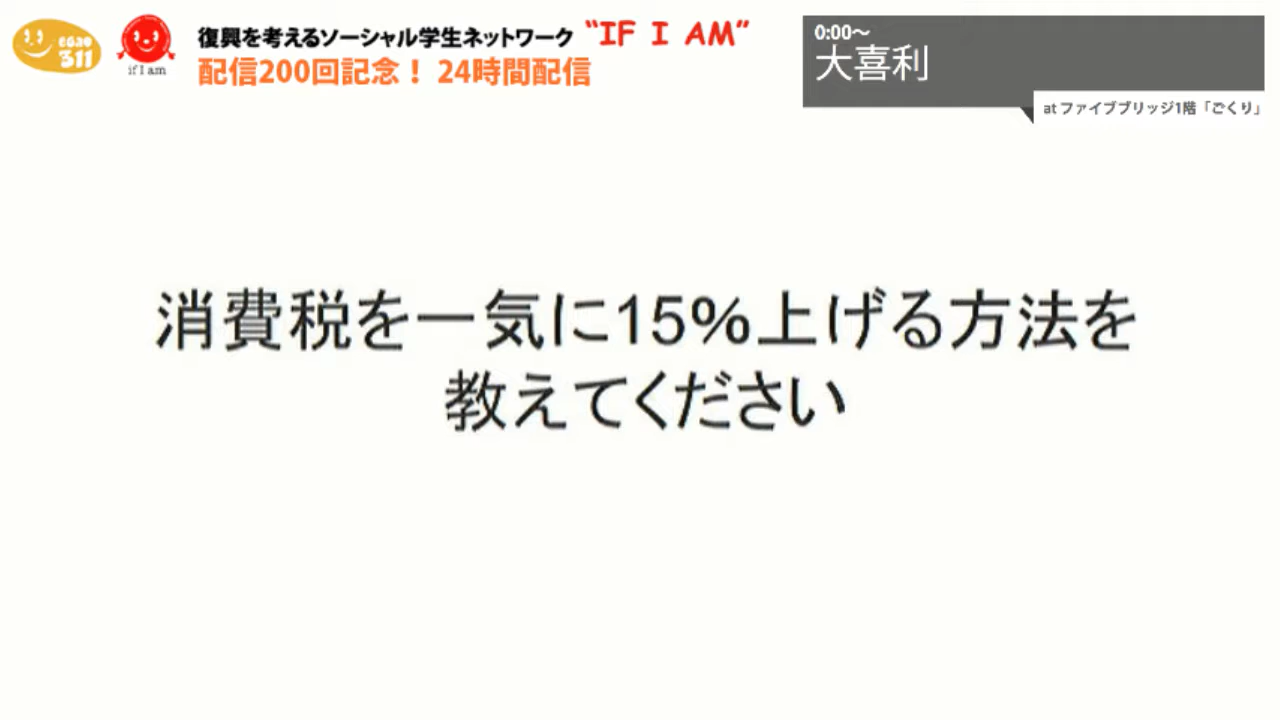 egao
311
if I am
復興を考えるソーシャル学生ネットワーク "IF I AM"
配信200回記念! 24時間配信
0:00〜
大喜利
at ファイブブリッジ1階「ごくり」
消費税を一気に15%上げる方法を
教えてください